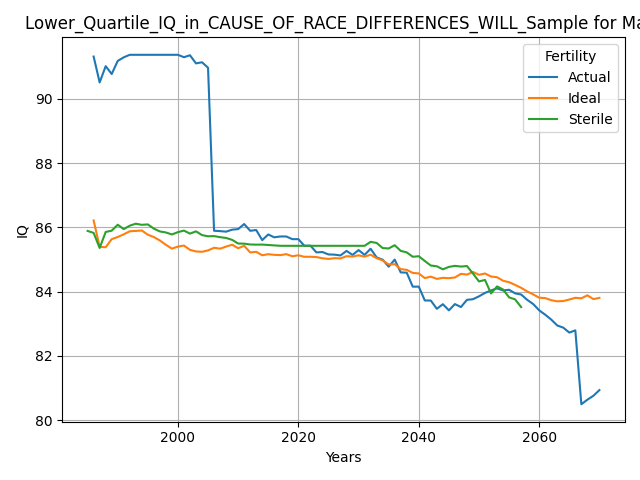 Lower_Quartile_IQ_in_CAUSE_OF_RACE_DIFFERENCES_WILL_Sample for Ma
Fertility
Actual
Ideal
Sterile
90
88
86
84
82
80
IQ
2000 2020 2040 2060
Years